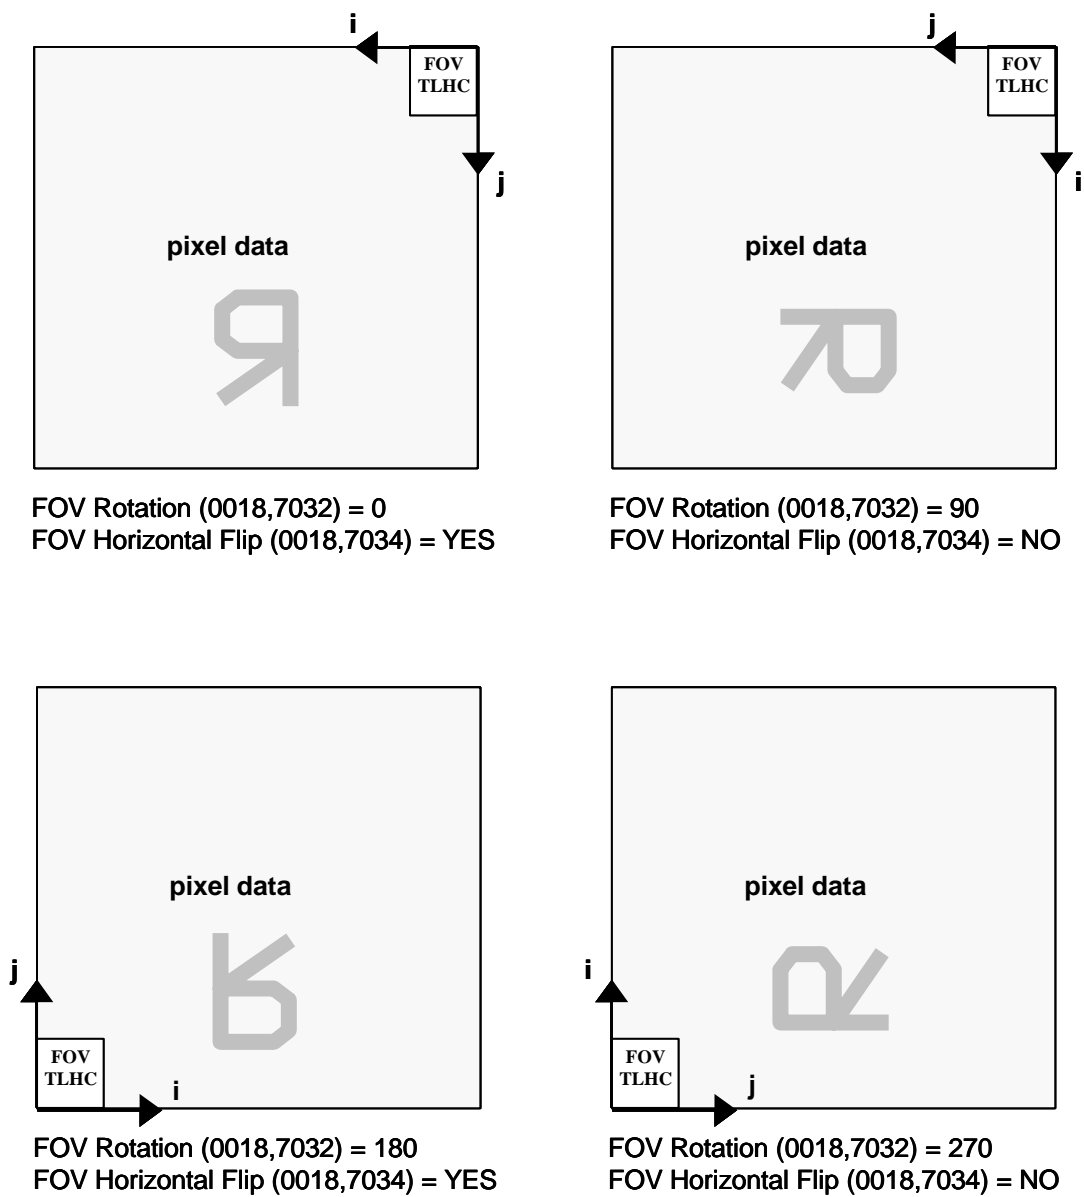 i
FOV
TLHC
j
pixel data
R
FOV Rotation (0018,7032) = 0
FOV Horizontal Flip (0018,7034) = YES
j
FOV
TLHC
i
pixel data
R
FOV Rotation (0018,7032) = 90
FOV Horizontal Flip (0018,7034) = NO
pixel data
R
j
FOV
TLHC
i
FOV Rotation (0018,7032) = 180
FOV Horizontal Flip (0018,7034) = YES
pixel data
R
i
FOV
TLHC
j
FOV Rotation (0018,7032) = 270
FOV Horizontal Flip (0018,7034) = NO